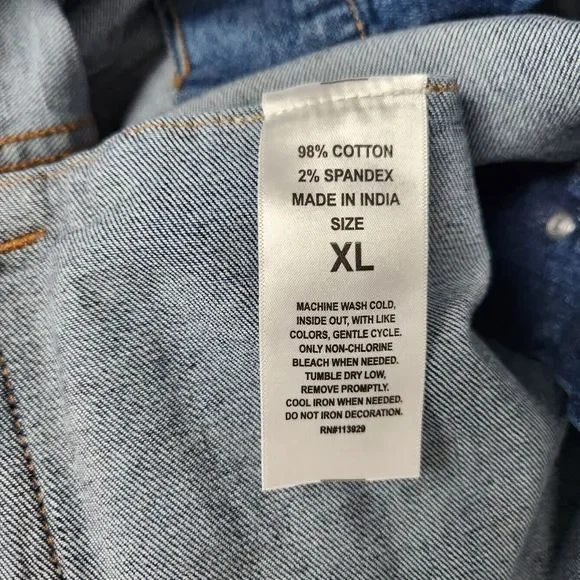 98% COTTON
2% SPANDEX
MADE IN INDIA
SIZE
XL
MACHINE WASH COLD,
INSIDE OUT, WITH LIKE
COLORS, GENTLE CYCLE.
ONLY NON-CHLORINE
BLEACH WHEN NEEDED.
TUMBLE DRY LOW,
REMOVE PROMPTLY.
COOL IRON WHEN NEEDED.
DO NOT IRON DECORATION.
RN#113929